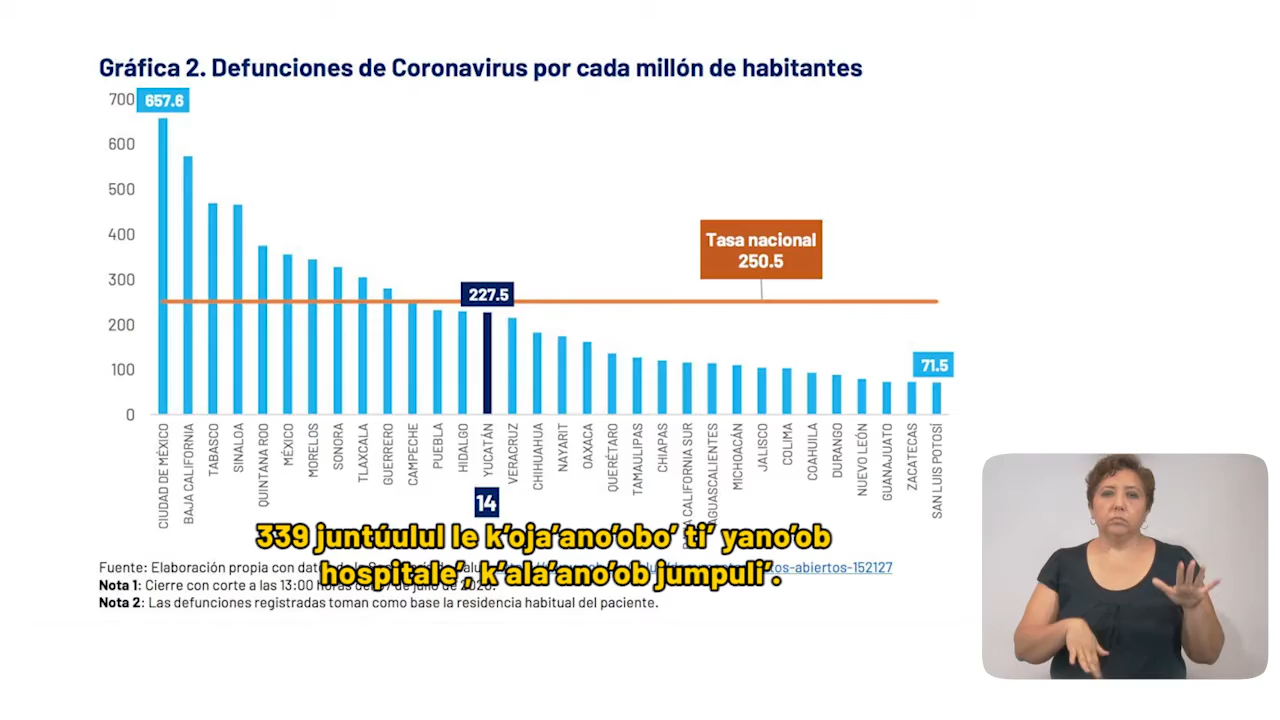 Gráfica 2. Defunciones de Coronavirus por cada millón de habitantes
700
657.6
600
500
400
300
200
100
0
Tasa nacional
250.5
227.5
71.5
CIUDAD DE MÉXICO
BAJA CALIFORNIA
TABASCO
SINALOA
QUINTANA ROO
MÉXICO
MORELOS
SONORA
TLAXCALA
GUERRERO
CAMPECHE
PUEBLA
HIDALGO
YUCATÁN
VERACRUZ
CHIHUAHUA
NAYARIT
OAXACA
QUERÉTARO
TAMAULIPAS
CHIAPAS
CALIFORNIA SUR
AGUASCALIENTES
MICHOACÁN
JALISCO
COLIMA
COAHUILA
DURANGO
NUEVO LEÓN
GUANAJUATO
ZACATECAS
SAN LUIS POTOSÍ
14
339 juntúulul le k'oja'ano'obo' ti' yano'ob
hospitale', k'ala'ano'ob jumpuli'.
Fuente: Elaboración propia con abiertos-152127
Nota 1: Cierre con corte a las 13:00 horas
Nota 2: Las defunciones registradas toman como base la residencia habitual del paciente.